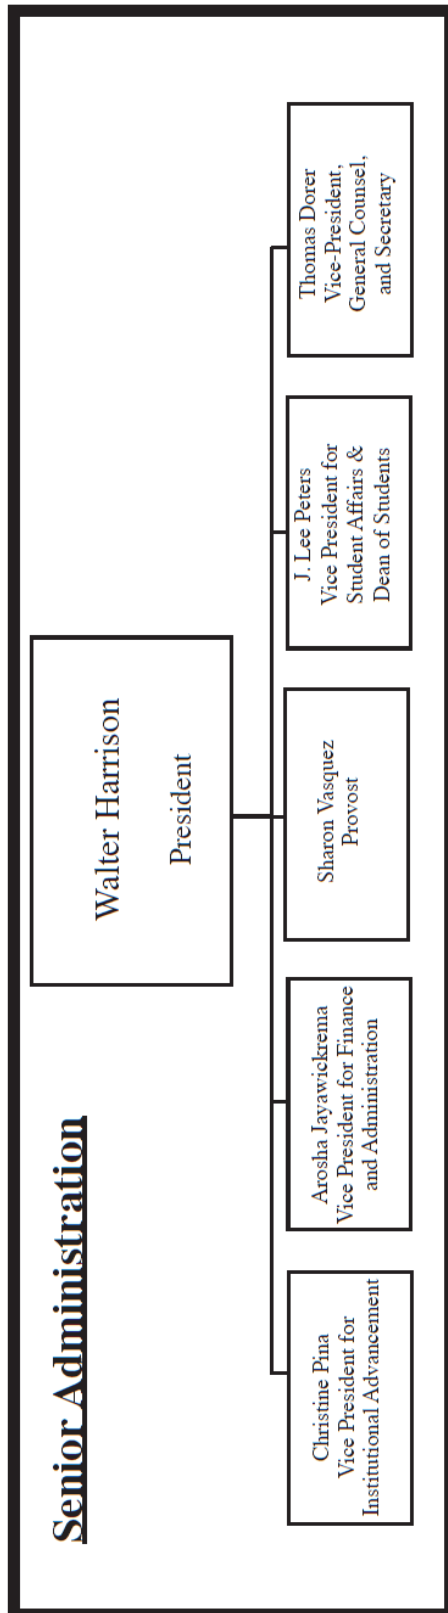 Senior Administration
Walter Harrison
President
Christine Pina
Vice President for
Institutional Advancement
Arosha Jayawickrema
Vice President for Finance
and Administration
Sharon Vasquez
Provost
J. Lee Peters
Vice President for
Student Affairs &
Dean of Students
Thomas Dorer
Vice-President,
General Counsel,
and Secretary